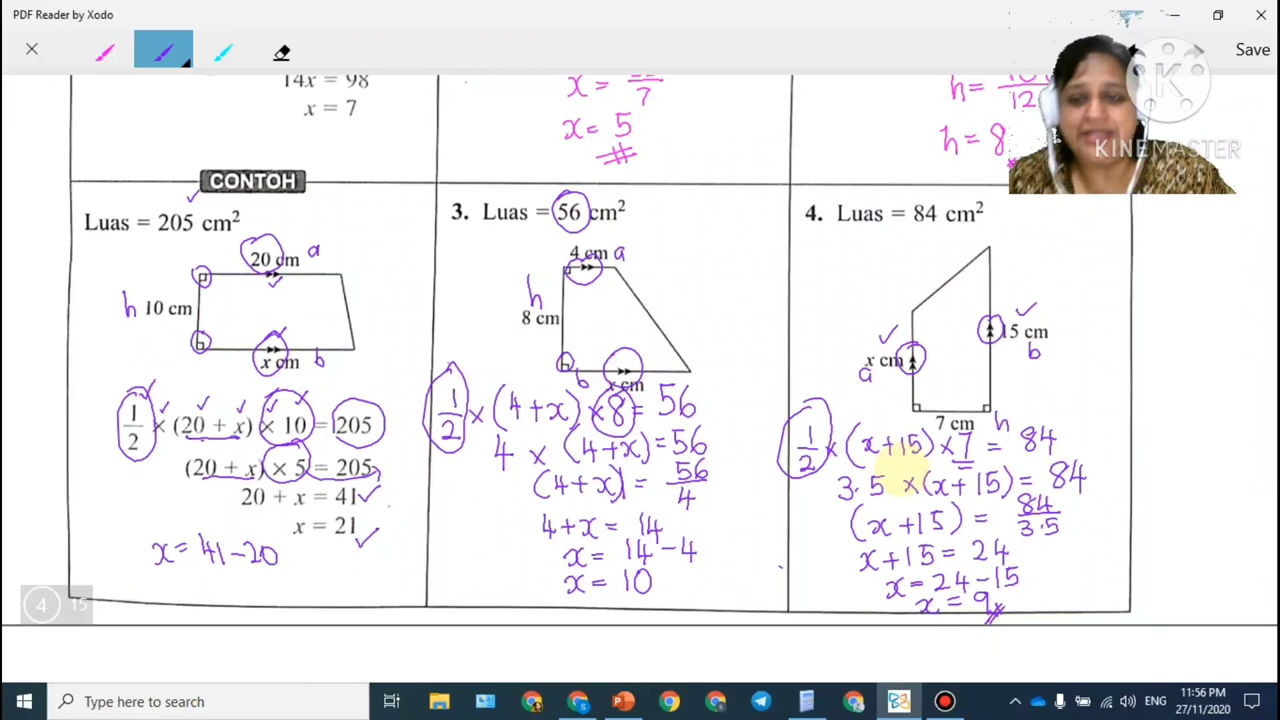 PDF Reader by Xodo
Save
14x = 98
x = 7
x =
7
x = 5
h =
12
h = 8
KINEMASTER
CONTOH
Luas = 205 cm²
20 cm a
h 10 cm
x cm b
1/2 × (20 + x) × 10 = 205
(20 + x) × 5 = 205
20 + x = 41
x = 21
x = 41 - 20
3. Luas = 56 cm²
4 cm a
h
8 cm
b x cm
1/2 × (4 + x) × 8 = 56
4 × (4 + x) = 56
(4 + x) = 56/4
4 + x = 14
x = 14 - 4
x = 10
4. Luas = 84 cm²
15 cm
b
x cm
a
7 cm h
1/2 × (x + 15) × 7 = 84
3.5 × (x + 15) = 84
(x + 15) = 84/3.5
x + 15 = 24
x = 24 - 15
x = 9
4 15
Type here to search
ENG
11:56 PM
27/11/2020